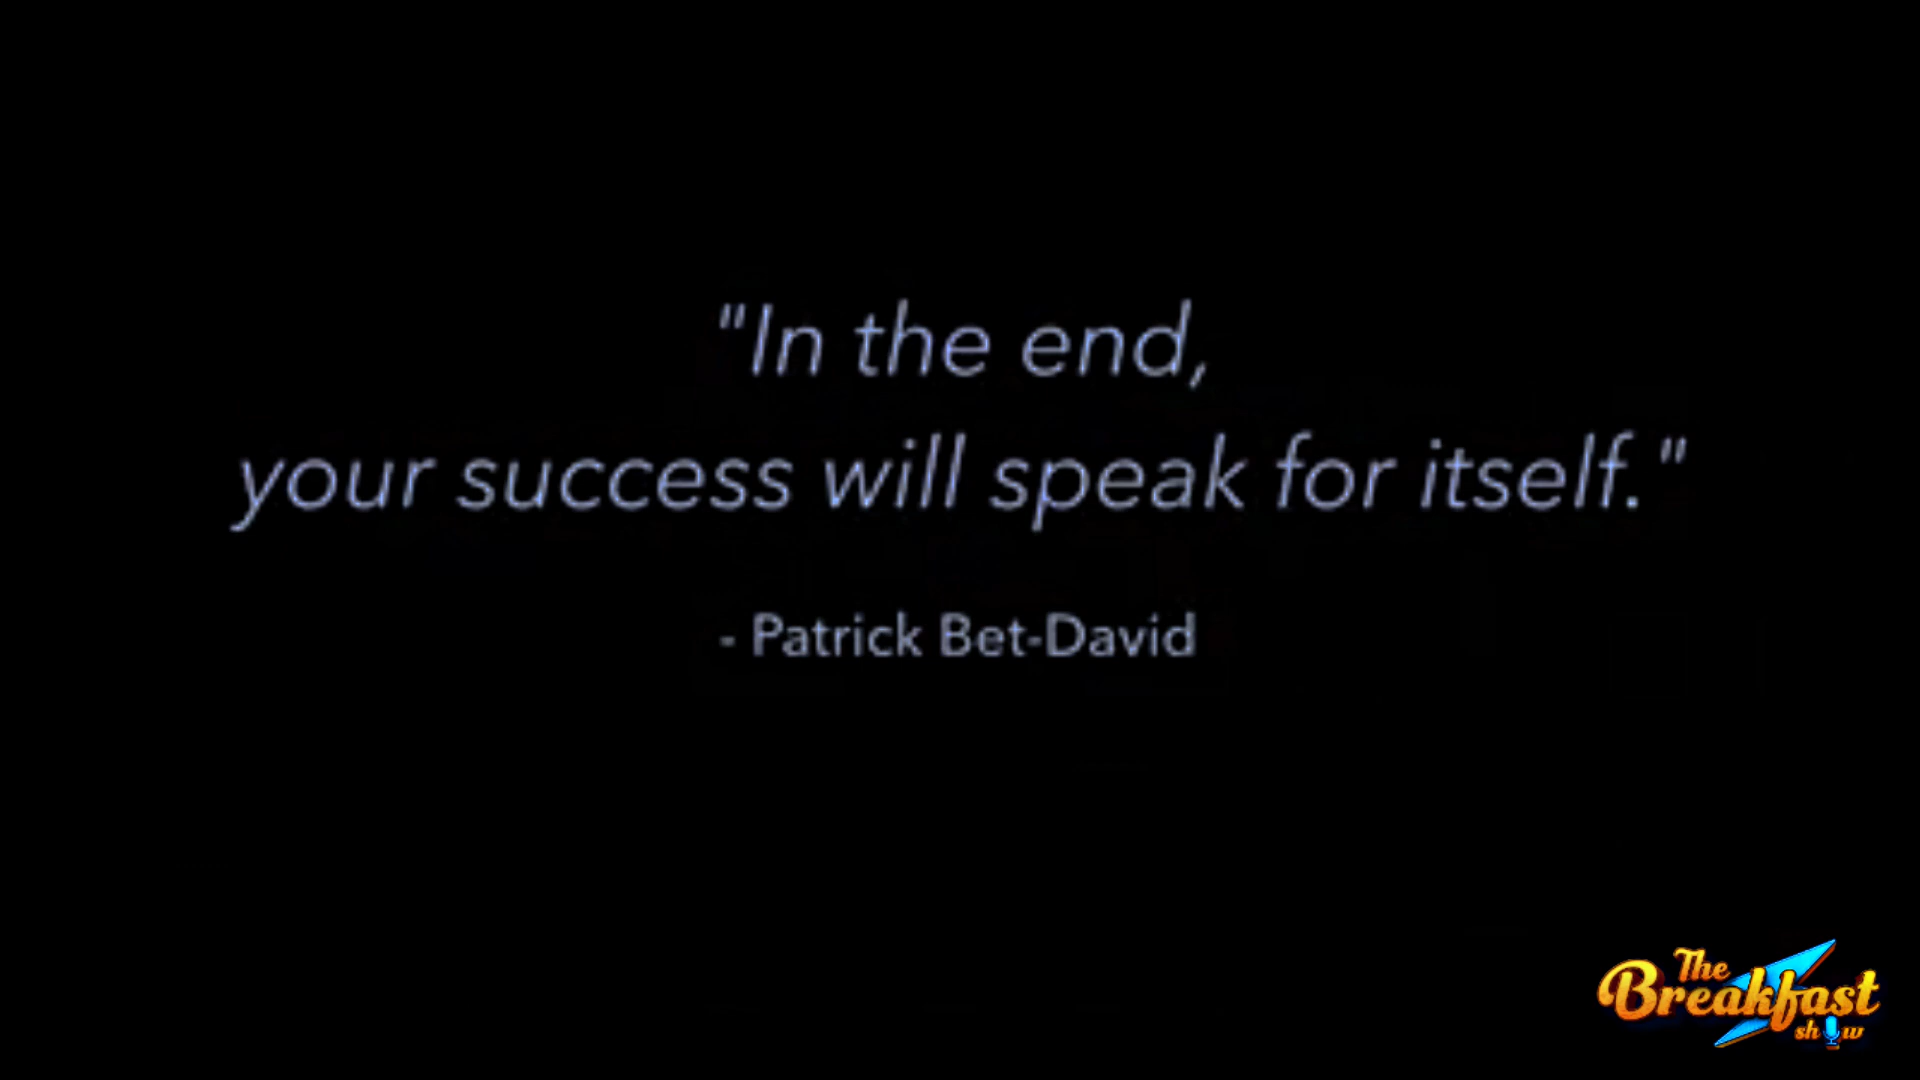 "In the end,
your success will speak for itself."
- Patrick Bet-David
The
Breakfast
show